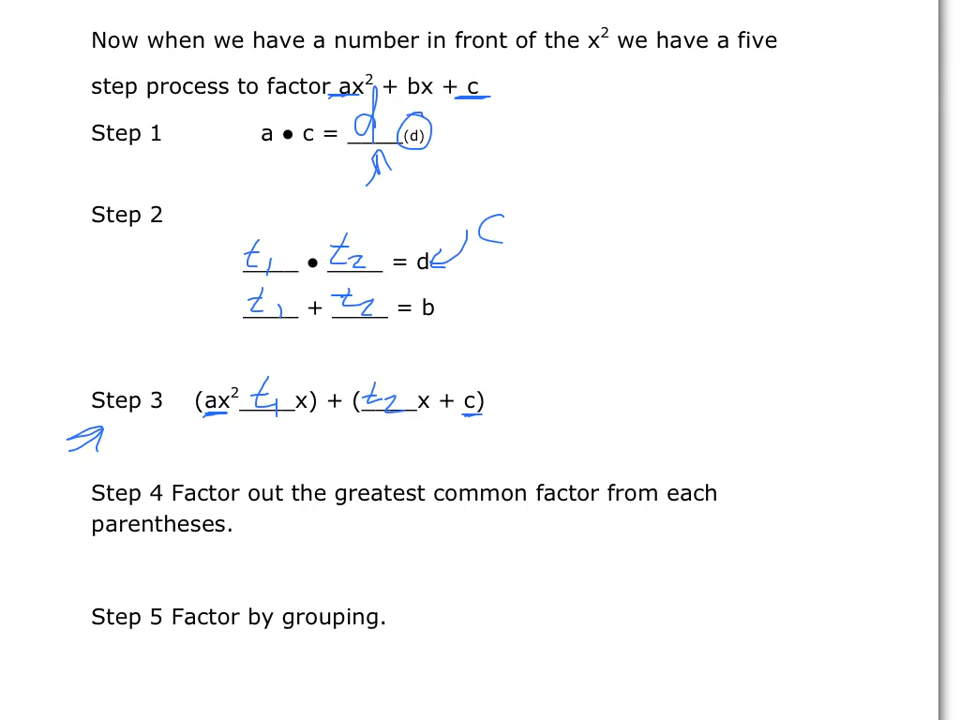 Now when we have a number in front of the x² we have a five
step process to factor ax² + bx + c
Step 1 a • c = d (d)
Step 2
C
t₁ • t₂ = d
t₁ + t₂ = b
Step 3 (ax² t₁ x) + (t₂ x + c)
Step 4 Factor out the greatest common factor from each
parentheses.
Step 5 Factor by grouping.